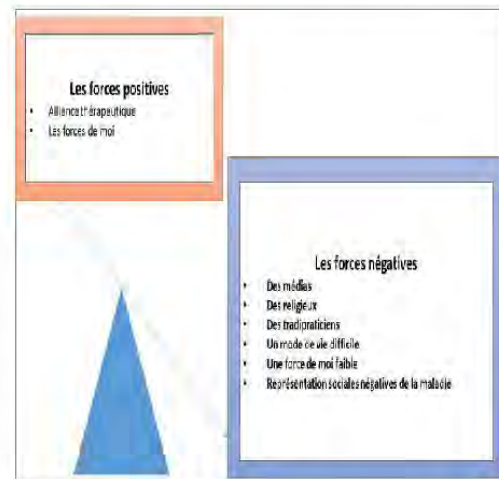 Les forces positives
• Alliance thérapeutique
• Les forces de moi
Les forces négatives
• Des médias
• Des religieux
• Des tradipraticiens
• Un mode de vie difficile
• Une force de moi faible
• Représentation sociales négatives de la maladie